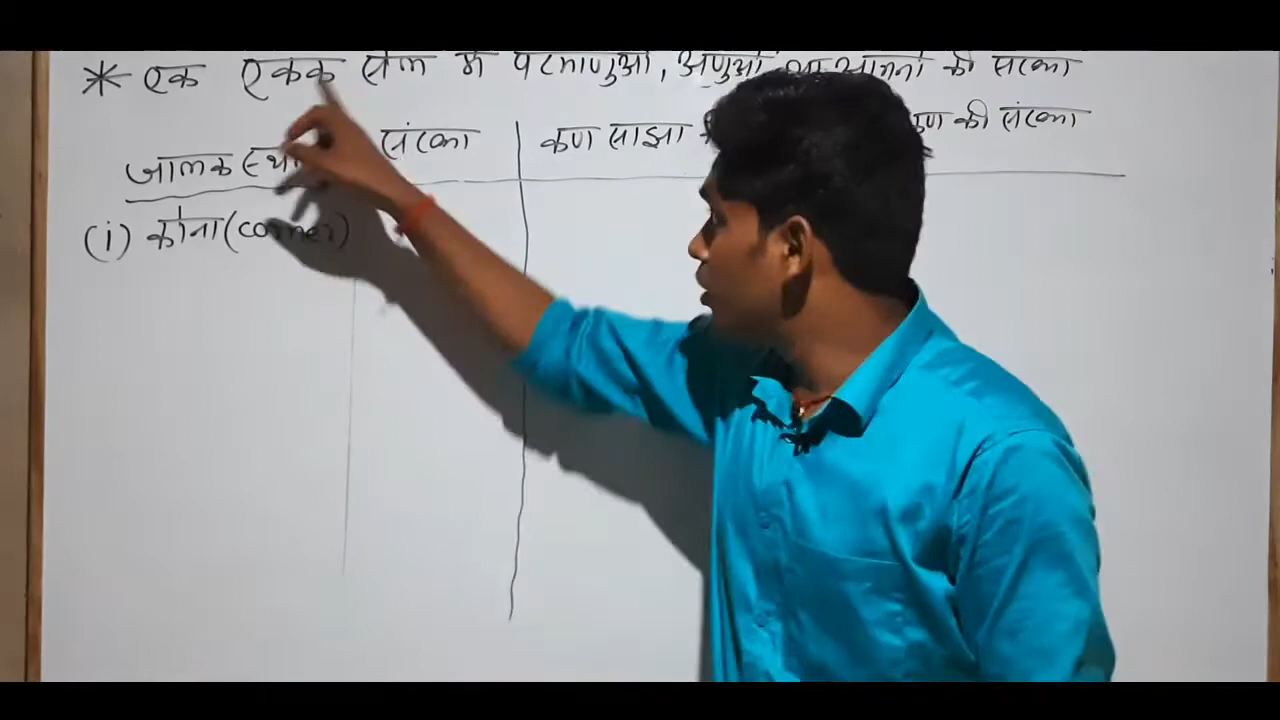 * एक एकक सेल में परमाणुओं, अणुओं या आयनों की संख्या
जालक स्था संख्या कण साझा की संख्या
(i) कोना (corner)